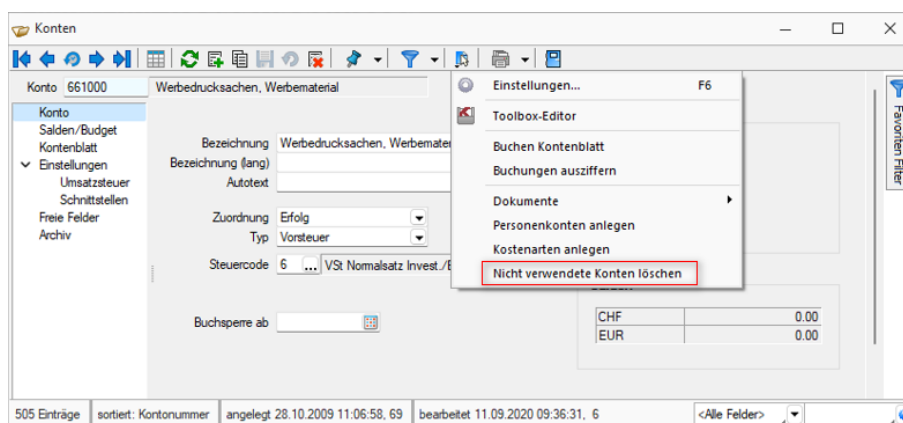 Konten
Konto 661000 Werbedrucksachen, Werbematerial
Konto
Salden/Budget
Kontenblatt
Einstellungen
Umsatzsteuer
Schnittstellen
Freie Felder
Archiv
Bezeichnung Werbedrucksachen, Werbemater
Bezeichnung (lang)
Autotext
Zuordnung Erfolg
Typ Vorsteuer
Steuercode 6 ... VSt Normalsatz Invest./
Buchsperre ab
Einstellungen... F6
Toolbox-Editor
Buchen Kontenblatt
Buchungen ausziffern
Dokumente
Personenkonten anlegen
Kostenarten anlegen
Nicht verwendete Konten löschen
CHF 0.00
EUR 0.00
Favoriten Filter
505 Einträge sortiert: Kontonummer angelegt 28.10.2009 11:06:58, 69 bearbeitet 11.09.2020 09:36:31, 6 <Alle Felder>